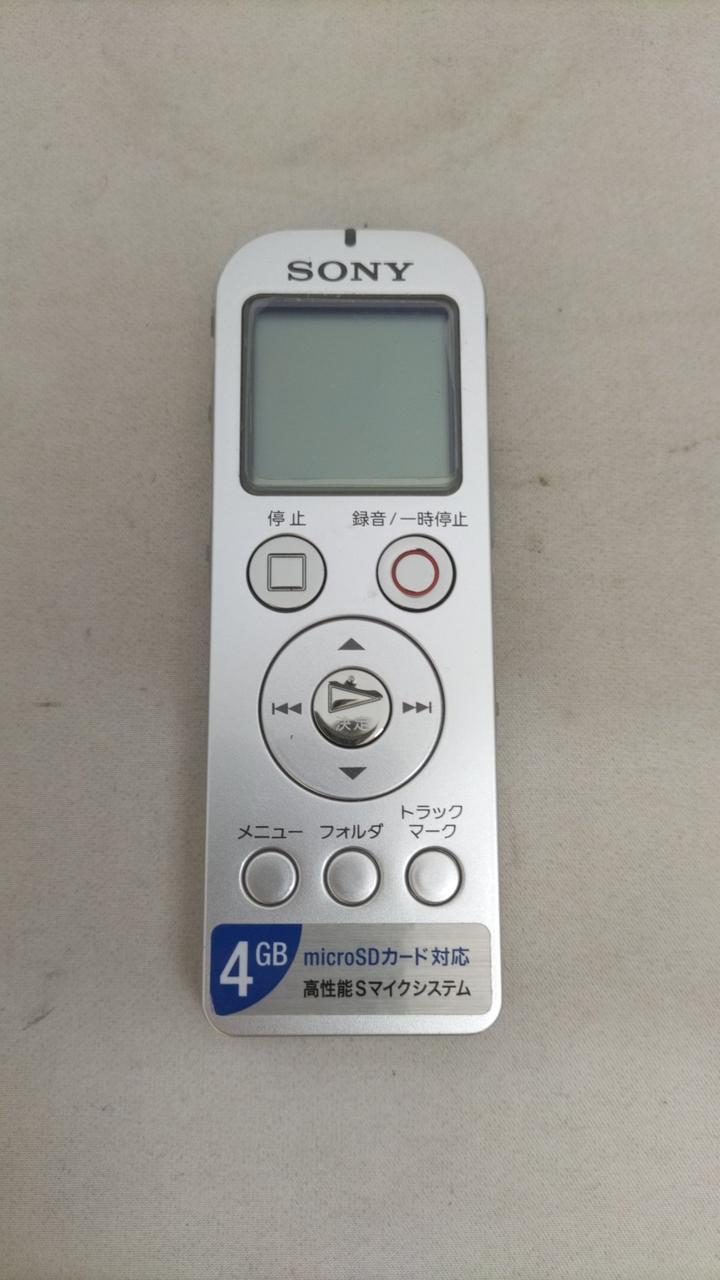 SONY
停止
録音/一時停止
決定
トラック
マーク
メニュー フォルダ
4GB
microSDカード対応
高性能Sマイクシステム